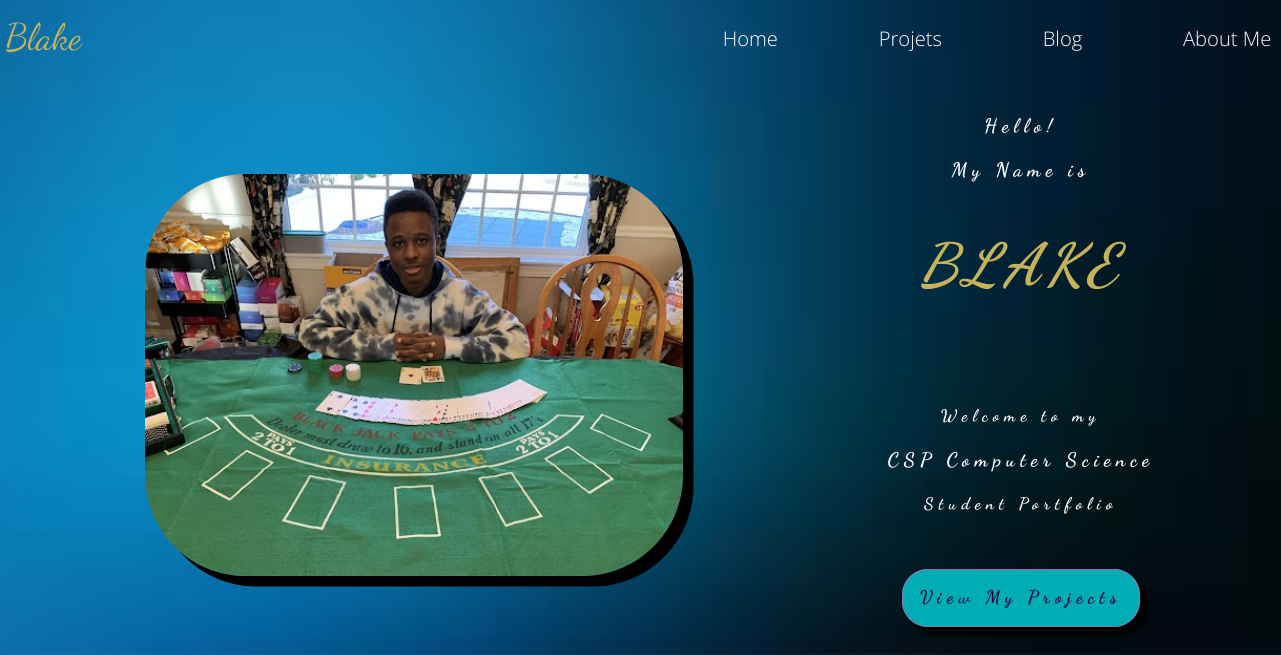 Blake
Home Projets Blog About Me
Hello!
My Name is
BLAKE
BLACK JACK PAYS 3 TO 2
Dealer must draw to 16, and stand on all 17's
PAYS 2 TO 1
INSURANCE
PAYS 2 TO 1
Welcome to my
CSP Computer Science
Student Portfolio
View My Projects